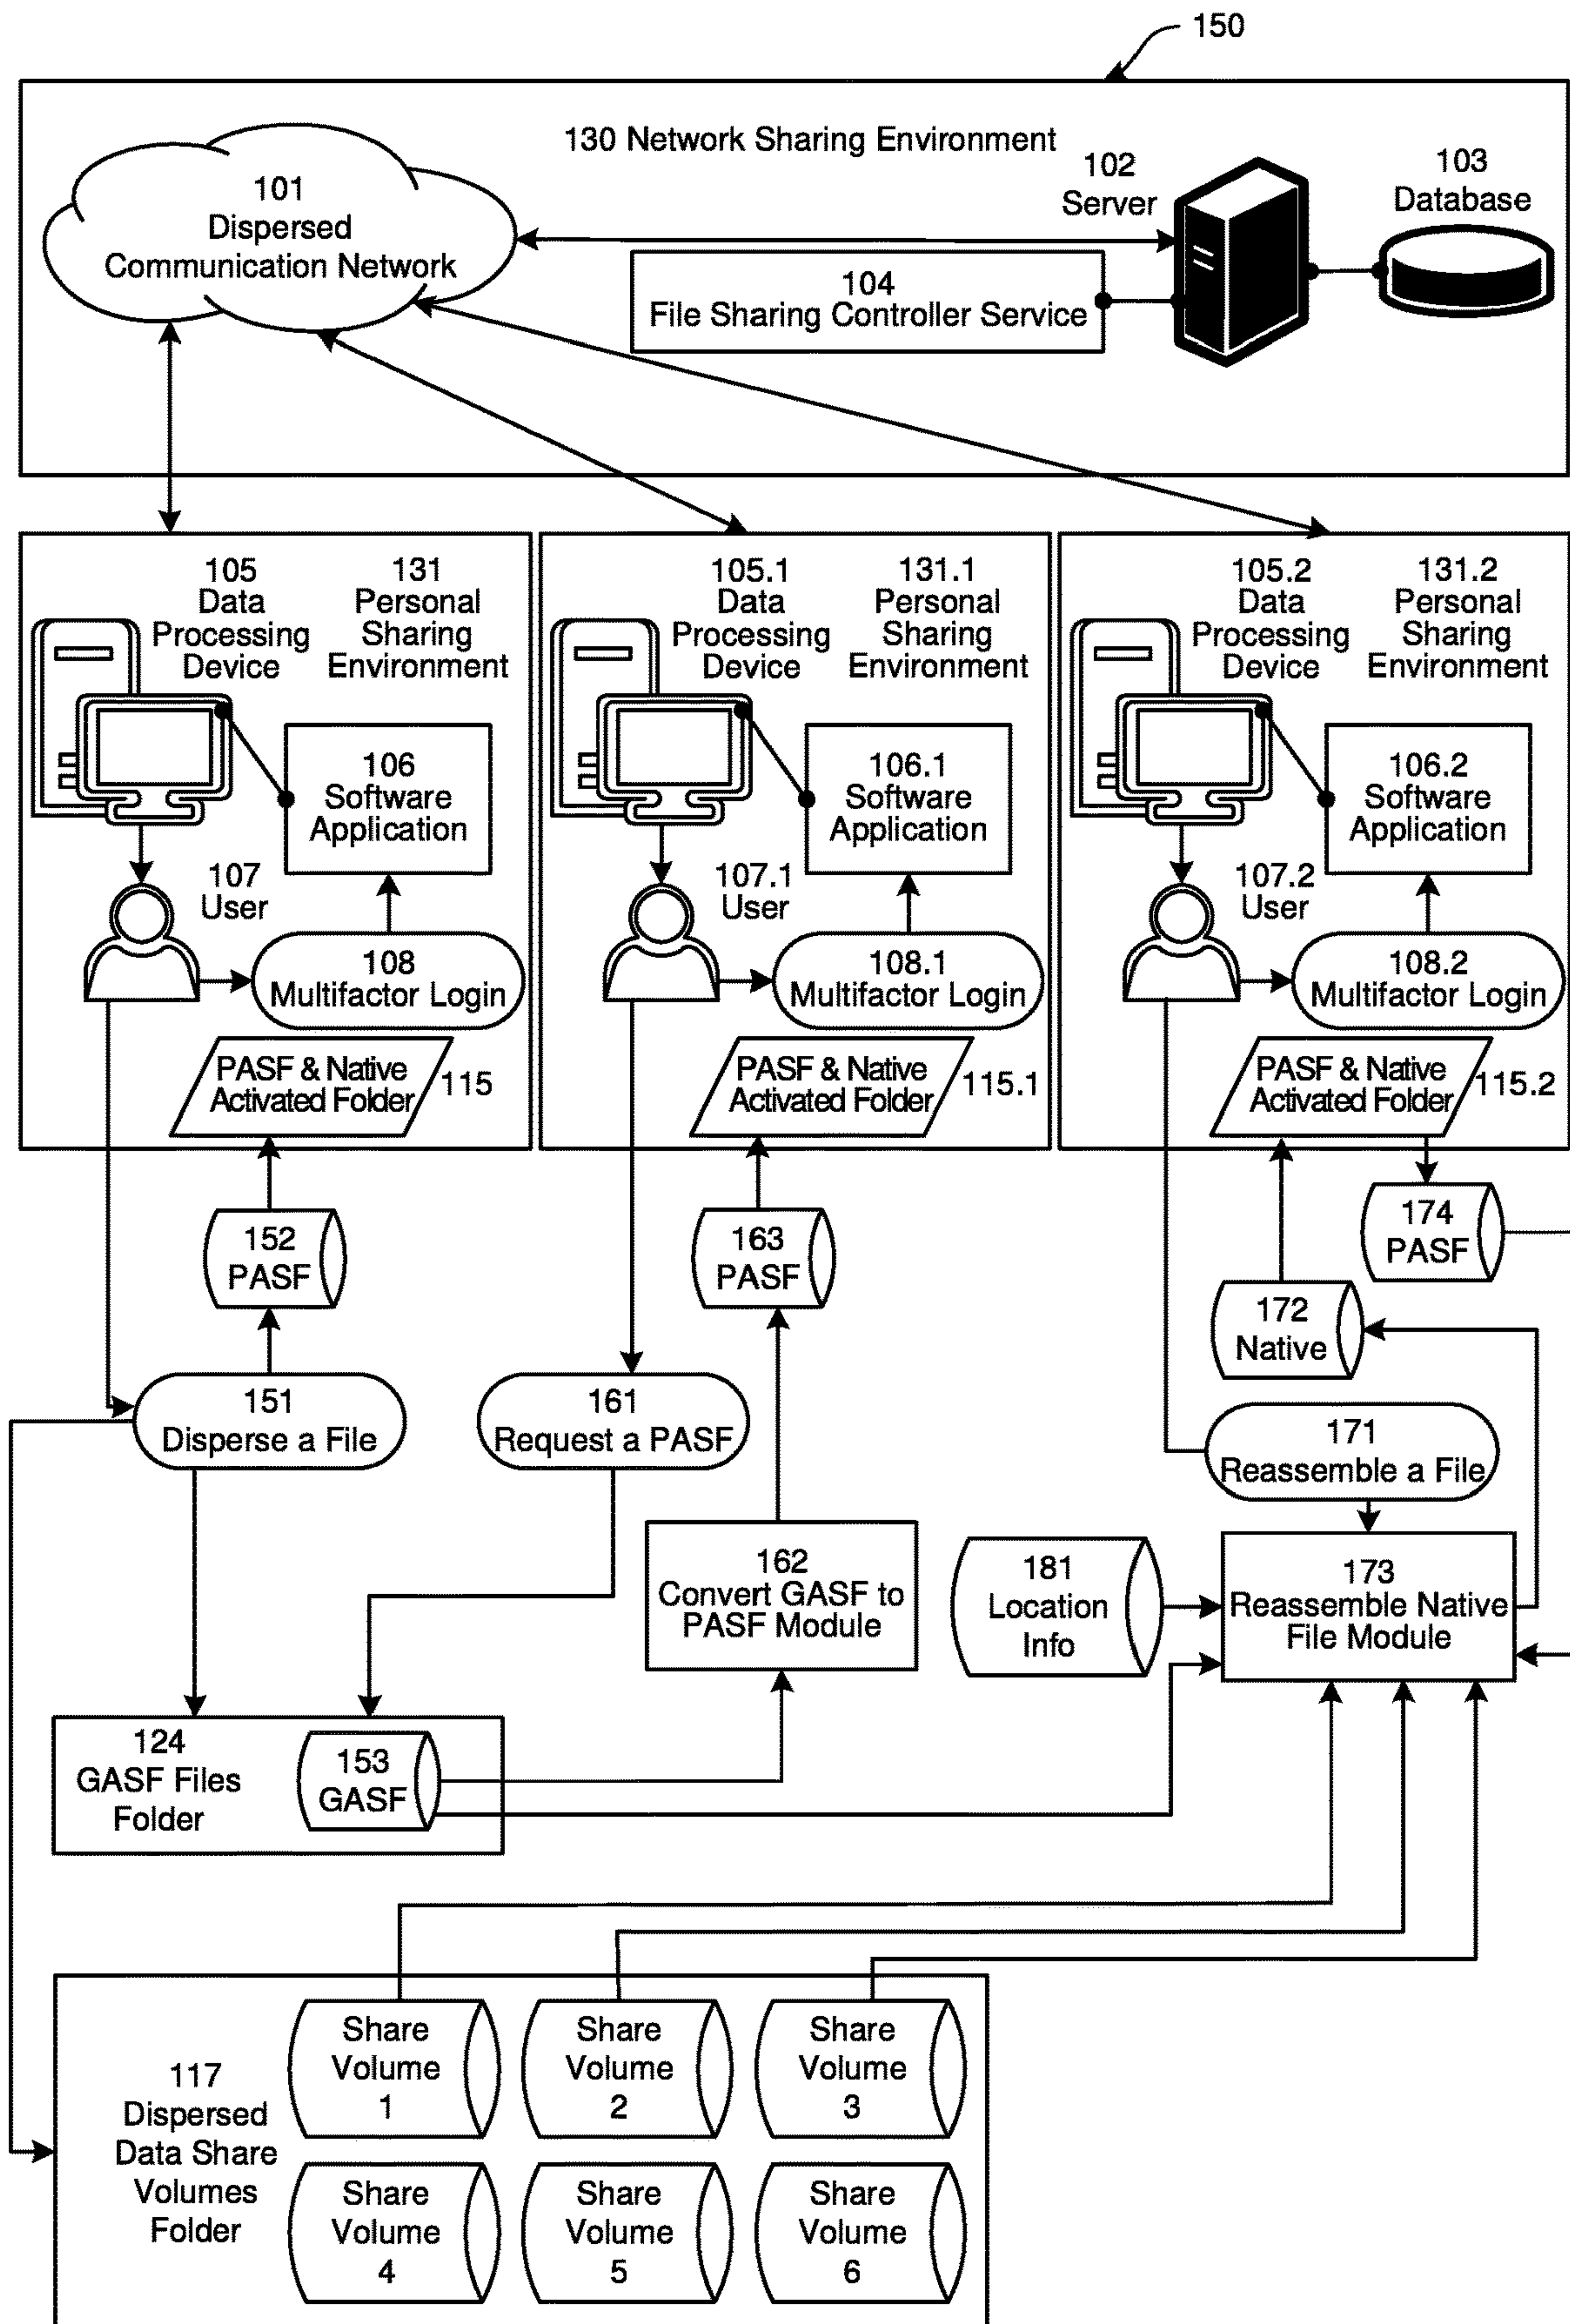 150
130 Network Sharing Environment
101
Dispersed
Communication Network
102
Server
103
Database
104
File Sharing Controller Service
105
Data
Processing
Device
131
Personal
Sharing
Environment
106
Software
Application
107
User
108
Multifactor Login
PASF & Native
Activated Folder
115
105.1
Data
Processing
Device
131.1
Personal
Sharing
Environment
106.1
Software
Application
107.1
User
108.1
Multifactor Login
PASF & Native
Activated Folder
115.1
105.2
Data
Processing
Device
131.2
Personal
Sharing
Environment
106.2
Software
Application
107.2
User
108.2
Multifactor Login
PASF & Native
Activated Folder
115.2
152
PASF
163
PASF
174
PASF
172
Native
151
Disperse a File
161
Request a PASF
171
Reassemble a File
162
Convert GASF to
PASF Module
181
Location
Info
173
Reassemble Native
File Module
124
GASF Files
Folder
153
GASF
117
Dispersed
Data Share
Volumes
Folder
Share
Volume
1
Share
Volume
2
Share
Volume
3
Share
Volume
4
Share
Volume
5
Share
Volume
6